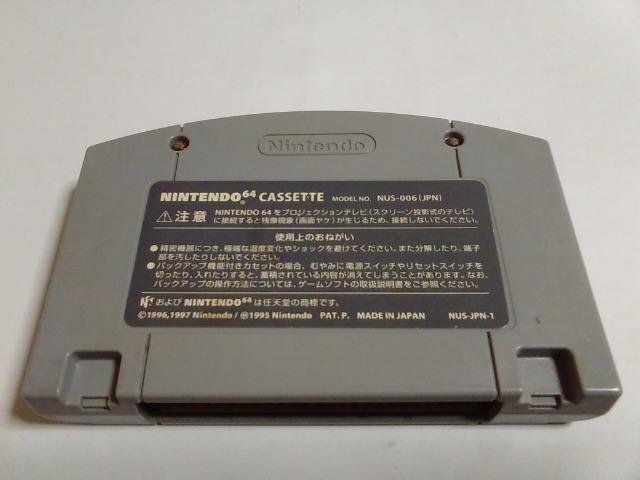 Nintendo
NINTENDO64 CASSETTE MODEL NO. NUS-006 (JPN)
⚠注意 NINTENDO 64 をプロジェクションテレビ(スクリーン投影式のテレビ)
に接続すると残像現象(画面ヤケ)が生じるため、接続しないでください。
使用上のおねがい
●精密機器につき、極端な温度変化やショックを避けてください。また分解したり、端子
部を汚したりしないでください。
●バックアップ機能付きカセットの場合、むやみに電源スイッチやリセットスイッチを
切ったり、入れたりすると、蓄積されている内容が消えてしまうことがあります。なお、
バックアップの操作方法については、ゲームソフトの取扱説明書をご参照ください。
および NINTENDO64 は任天堂の商標です。
©1996,1997 Nintendo / Ⓜ1995 Nintendo PAT. P. MADE IN JAPAN NUS-JPN-1